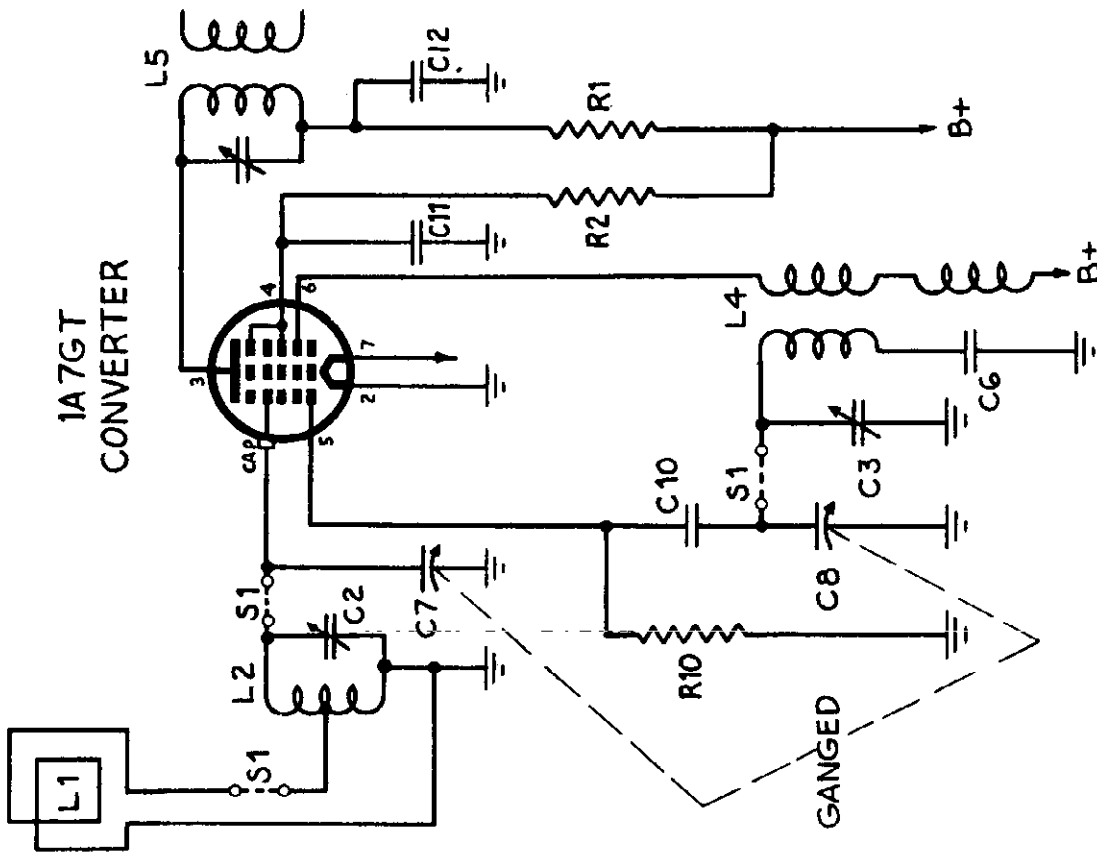 1A7GT
CONVERTER
L5
C12
R1
B+
R2
C11
3
4
6
CAP
5
2
7
L4
B+
C6
C3
S1
C10
C8
S1
C2
C7
L2
R10
S1
L1
GANGED